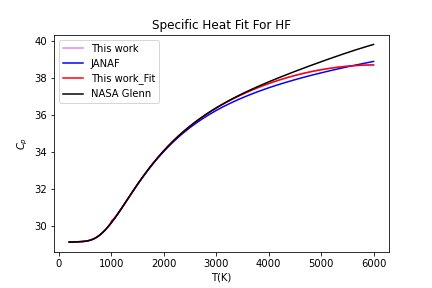 Specific Heat Fit For HF
This work
JANAF
This work_Fit
NASA Glenn
40
38
36
34
32
30
C_p
0
1000
2000
3000
4000
5000
6000
T(K)